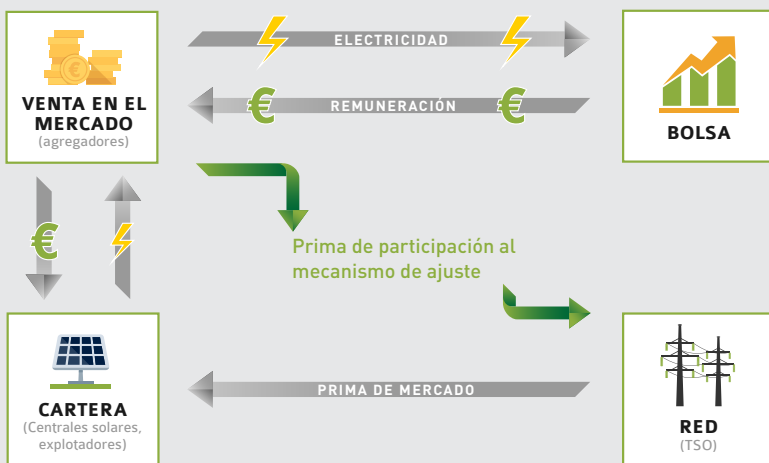 ELECTRICIDAD
VENTA EN EL
MERCADO
(agregadores)
REMUNERACIÓN
€
€
€
BOLSA
€
Prima de participación al
mecanismo de ajuste
PRIMA DE MERCADO
CARTERA
(Centrales solares,
explotadores)
RED
(TSO)